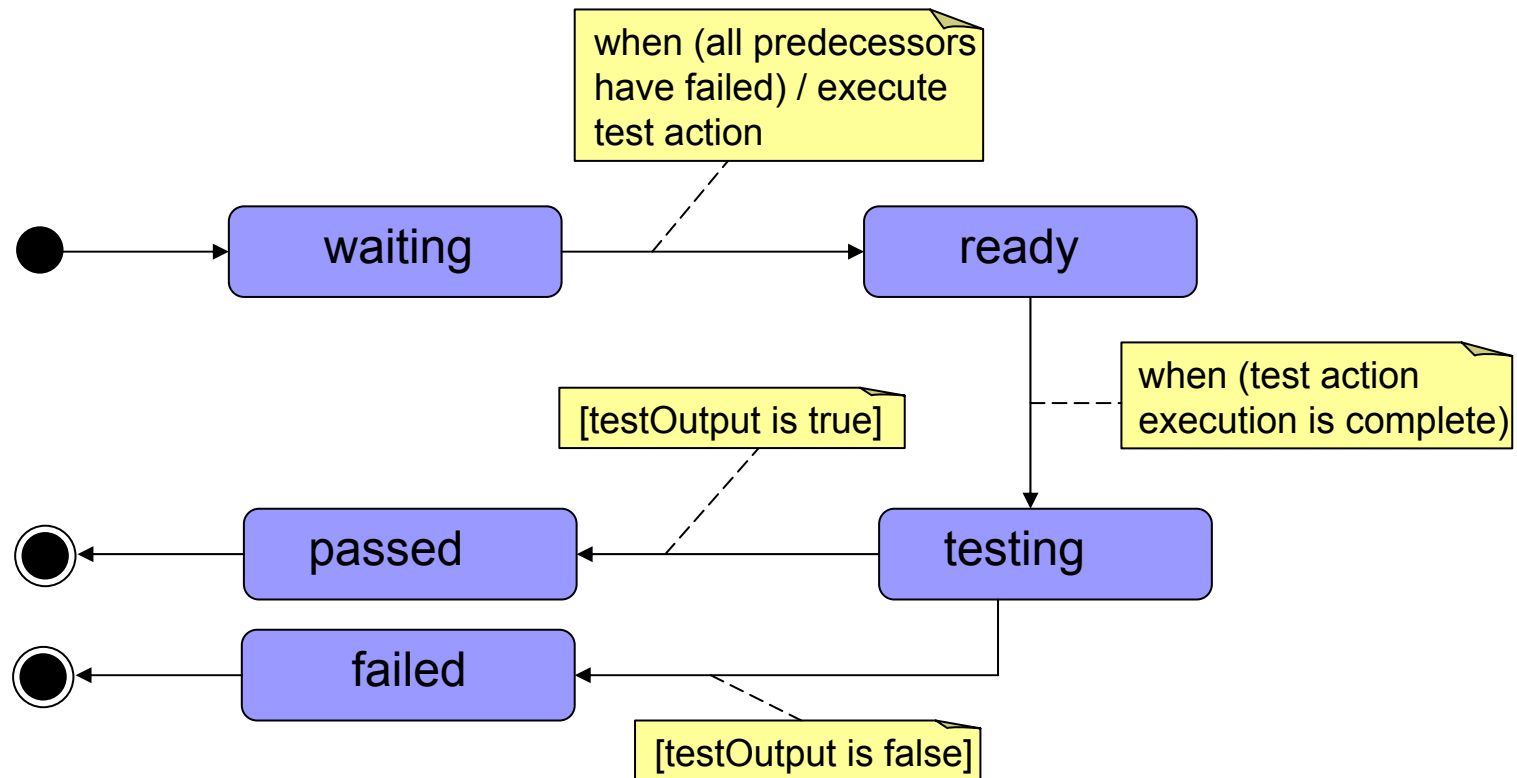 when (all predecessors
have failed) / execute
test action
waiting
ready
when (test action
execution is complete)
[testOutput is true]
passed
testing
failed
[testOutput is false]